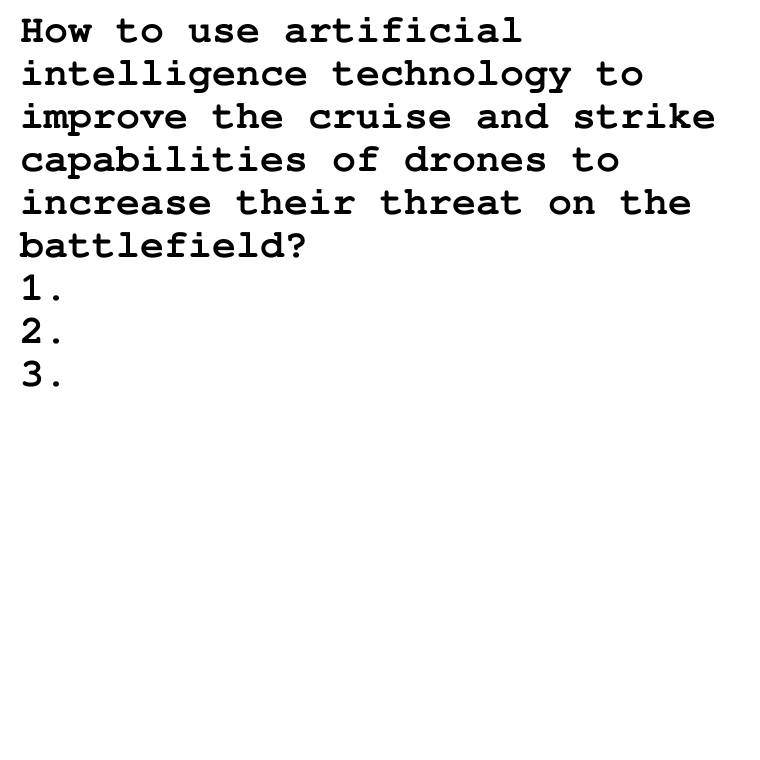 How to use artificial
intelligence technology to
improve the cruise and strike
capabilities of drones to
increase their threat on the
battlefield?
1.
2.
3.